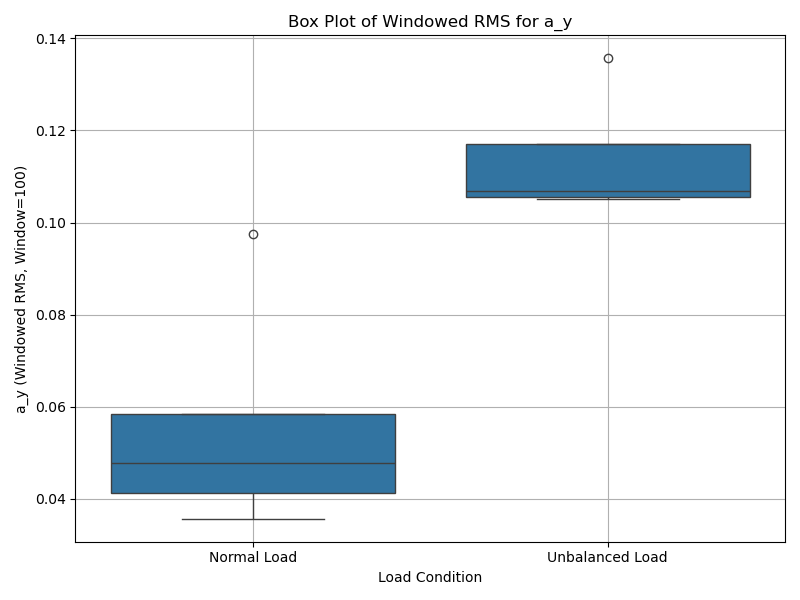 Box Plot of Windowed RMS for a_y
a_y (Windowed RMS, Window=100)
0.14
0.12
0.10
0.08
0.06
0.04
Normal Load
Unbalanced Load
Load Condition